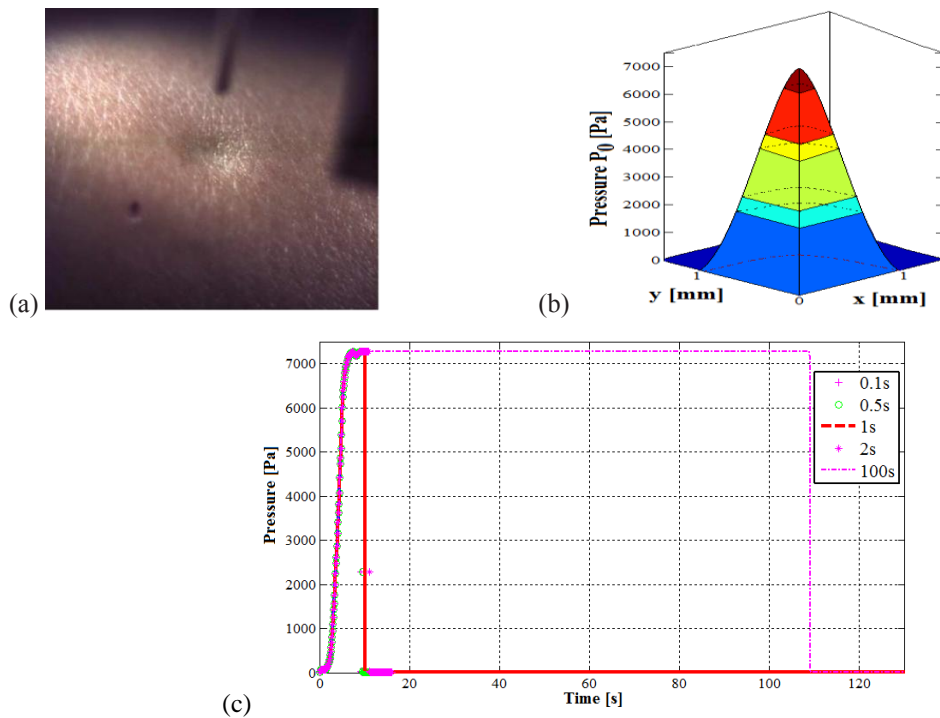 (a)
(b)
Pressure P0 [Pa]
7000
6000
5000
4000
3000
2000
1000
0
1
1
y [mm]
0
x [mm]
(c)
Pressure [Pa]
7000
6000
5000
4000
3000
2000
1000
0
0.1s
0.5s
1s
2s
100s
0 20 40 60 80 100 120
Time [s]